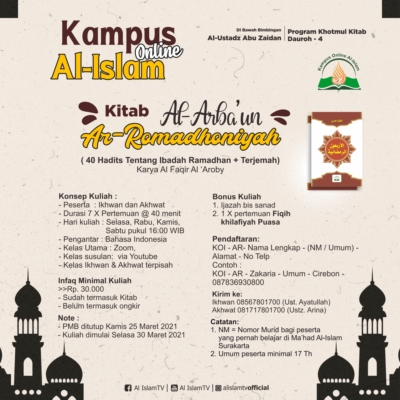 Kampus
Online
Al-Islam
Di Bawah Bimbingan
Al-Ustadz Abu Zaidan
Program Khotmul Kitab
Dauroh - 4
Kampus Online Al-Islam
Kitab Al-Arba'un
Ar-Romadhoniyah
( 40 Hadits Tentang Ibadah Ramadhan + Terjemah)
Karya Al Faqir Al 'Aroby
Konsep Kuliah :
- Peserta : Ikhwan dan Akhwat
- Durasi 7 X Pertemuan @ 40 menit
- Hari kuliah : Selasa, Rabu, Kamis,
Sabtu pukul 16:00 WIB
- Pengantar : Bahasa Indonesia
- Kelas Utama : Zoom,
- Kelas susulan: via Youtube
- Kelas Ikhwan & Akhwat terpisah
Infaq Minimal Kuliah
>>Rp. 30.000
- Sudah termasuk Kitab
- Belum termasuk ongkir
Note :
- PMB ditutup Kamis 25 Maret 2021
- Kuliah dimulai Selasa 30 Maret 2021
Bonus Kuliah
1. Ijazah bis sanad
2. 1 X pertemuan Fiqih
khilafiyah Puasa
Pendaftaran:
KOI - AR- Nama Lengkap - (NM / Umum) -
Alamat - No Telp
Contoh :
KOI - AR - Zakaria - Umum - Cirebon -
087836930800
Kirim ke:
Ikhwan 08567801700 (Ust. Ayatullah)
Akhwat 081717801700 (Ustz. Arina)
Catatan:
1. NM = Nomor Murid bagi peserta
yang pernah belajar di Ma'had Al-Islam
Surakarta
2. Umum peserta minimal 17 Th
Al IslamTV | Al IslamTV | alislamtvofficial